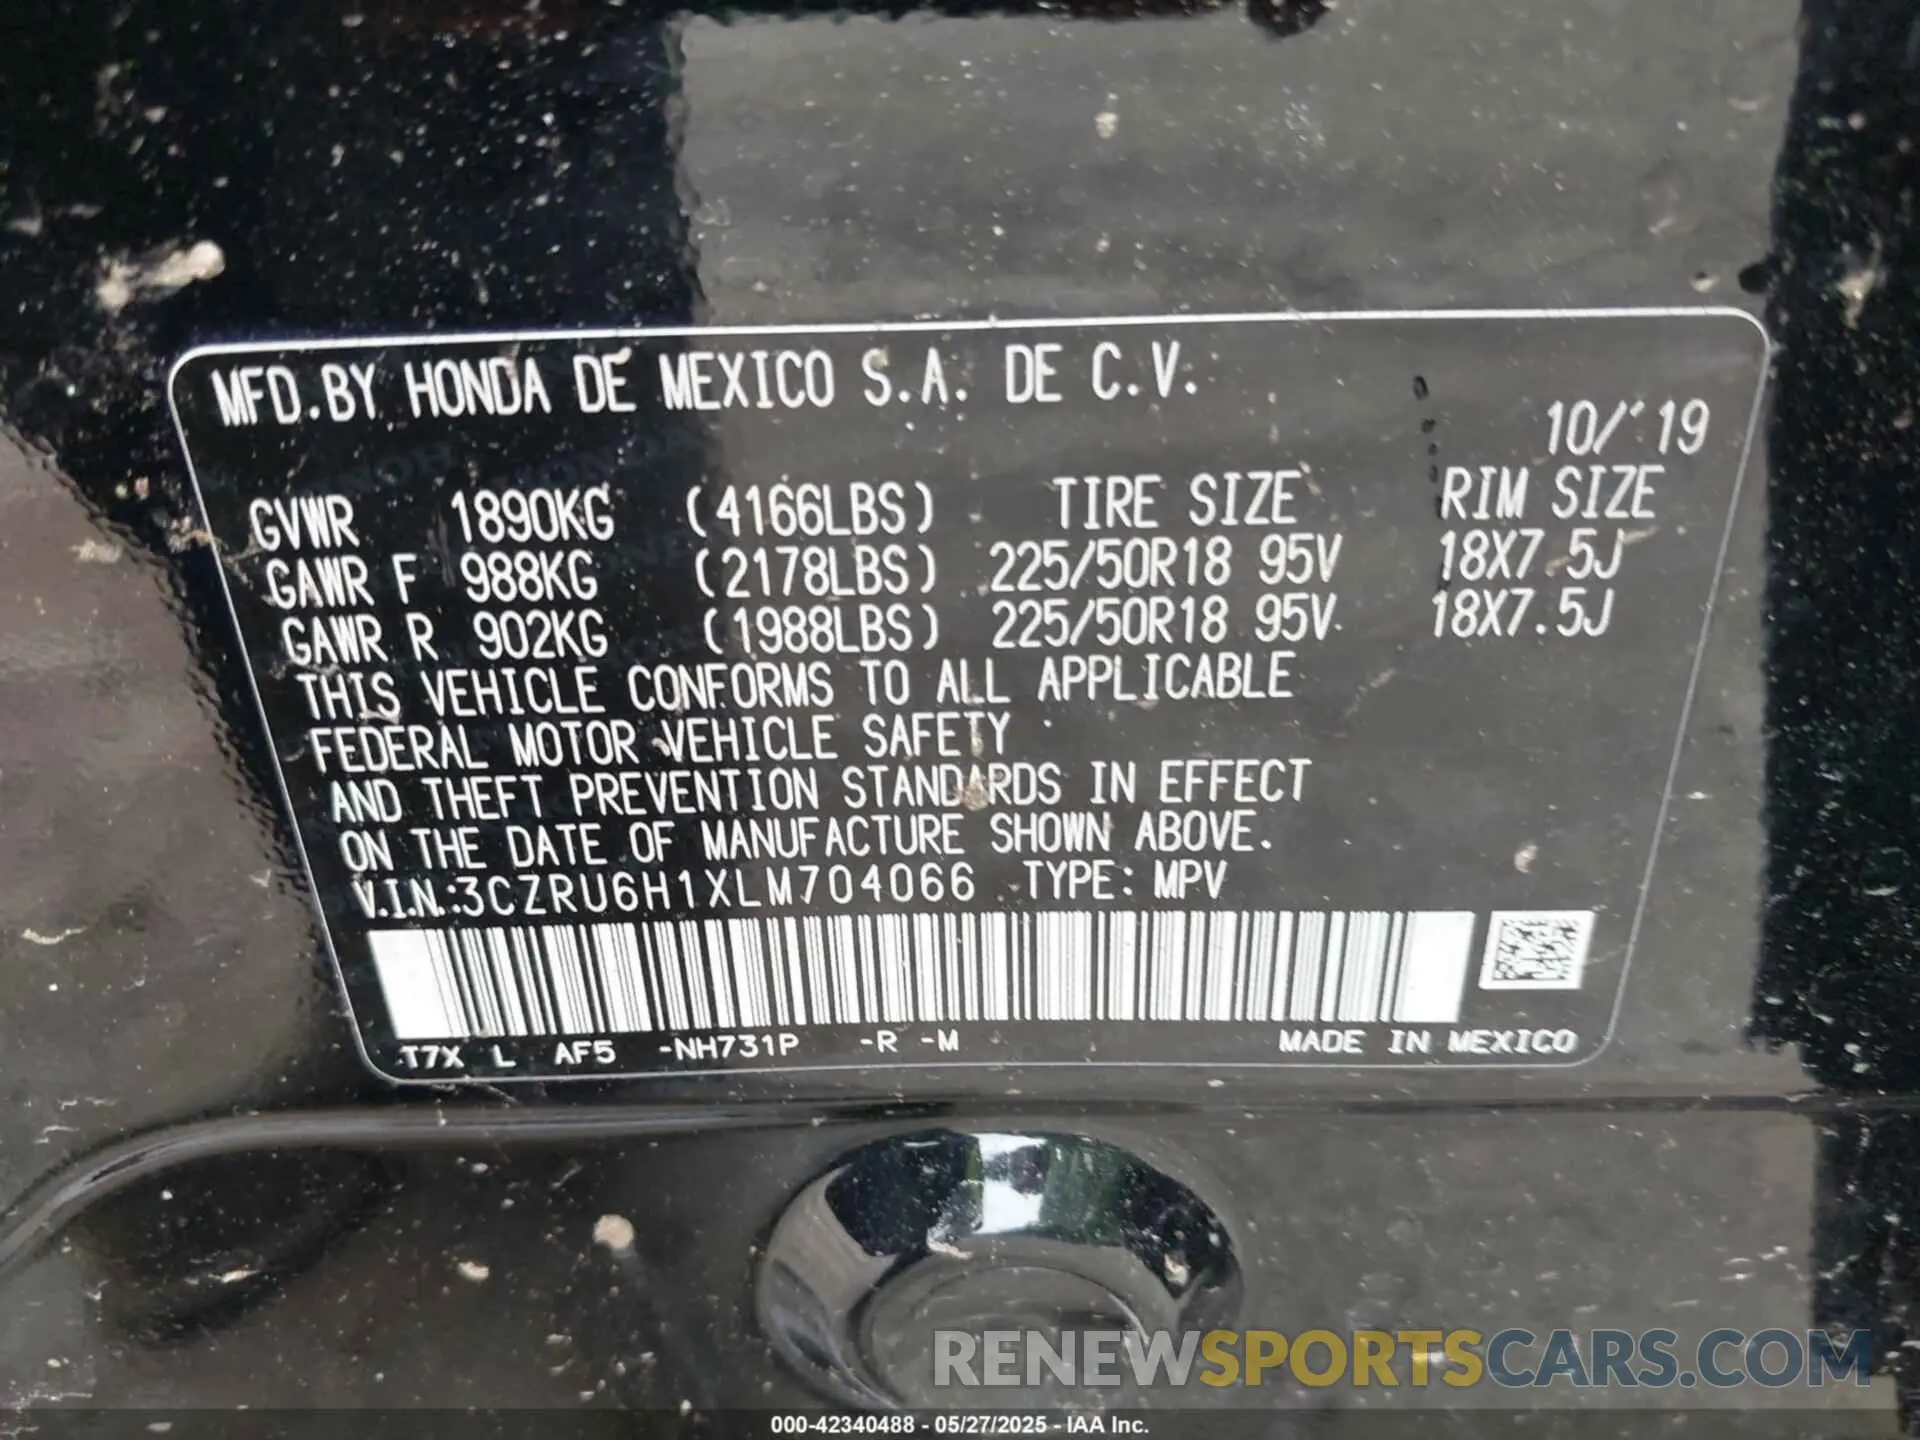 MFD.BY HONDA DE MEXICO S.A. DE C.V.
10/'19
GVWR 1890KG (4166LBS) TIRE SIZE RIM SIZE
GAWR F 988KG (2178LBS) 225/50R18 95V 18X7.5J
GAWR R 902KG (1988LBS) 225/50R18 95V 18X7.5J
THIS VEHICLE CONFORMS TO ALL APPLICABLE
FEDERAL MOTOR VEHICLE SAFETY
AND THEFT PREVENTION STANDARDS IN EFFECT
ON THE DATE OF MANUFACTURE SHOWN ABOVE.
V.I.N.:3CZRU6H1XLM704066 TYPE: MPV
T7X L AF5 -NH731P -R -M MADE IN MEXICO
RENEWSPORTSCARS.COM
000-42340488 - 05/27/2025 - IAA Inc.